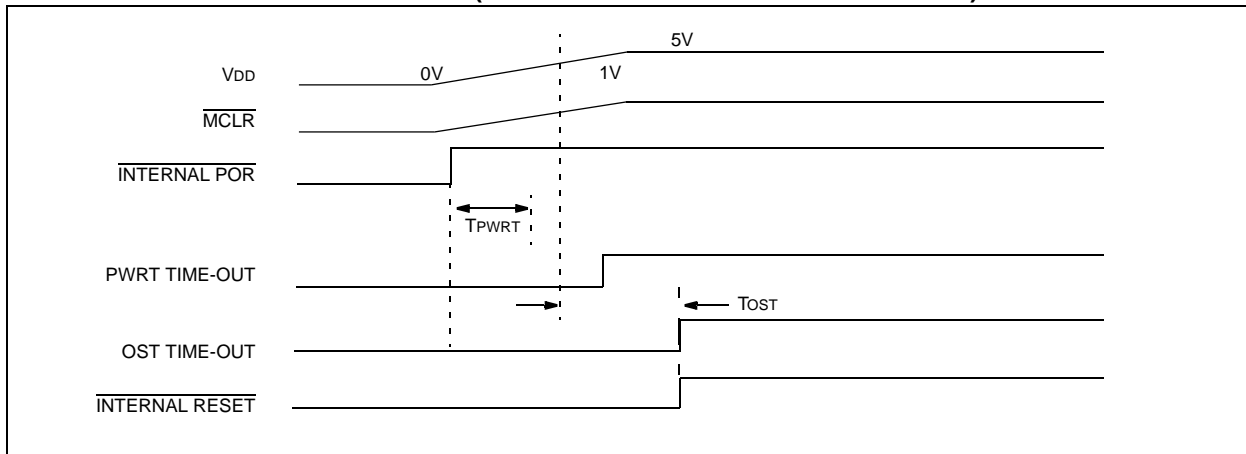 5V
VDD
0V
1V
MCLR
INTERNAL POR
TPWRT
PWRT TIME-OUT
TOST
OST TIME-OUT
INTERNAL RESET